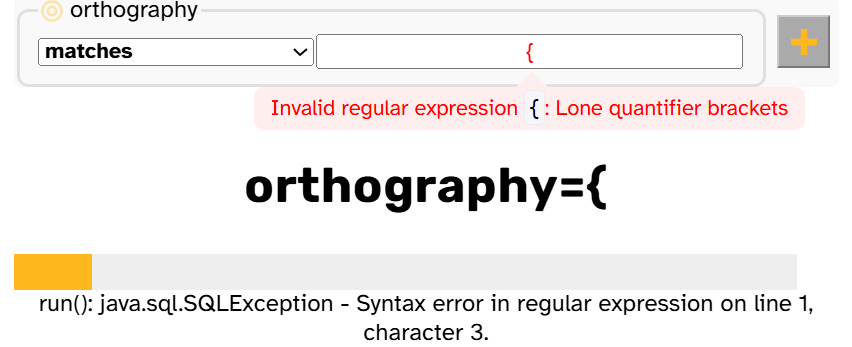 orthography
matches
{
+
Invalid regular expression { : Lone quantifier brackets
orthography={
run(): java.sql.SQLException - Syntax error in regular expression on line 1,
character 3.